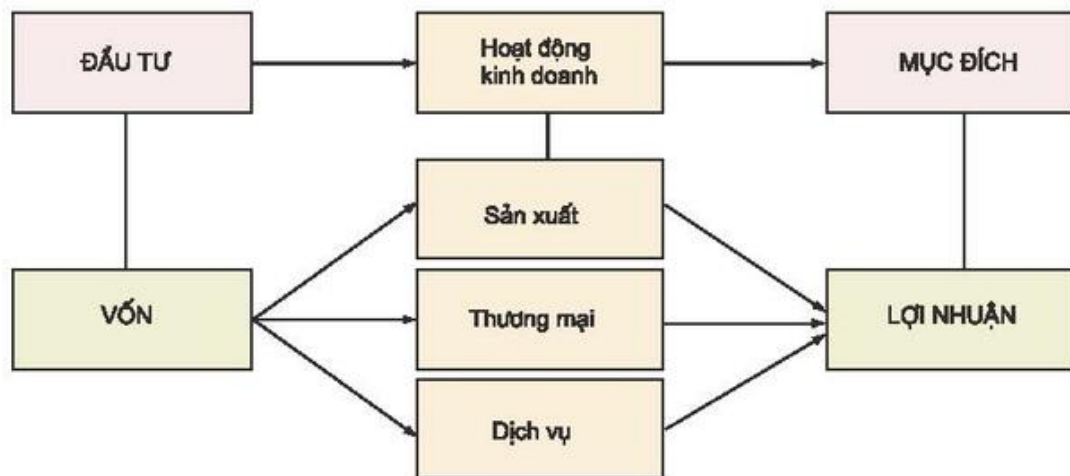 ĐẦU TƯ
Hoạt động
kinh doanh
MỤC ĐÍCH
Sản xuất
VỐN
Thương mại
LỢI NHUẬN
Dịch vụ